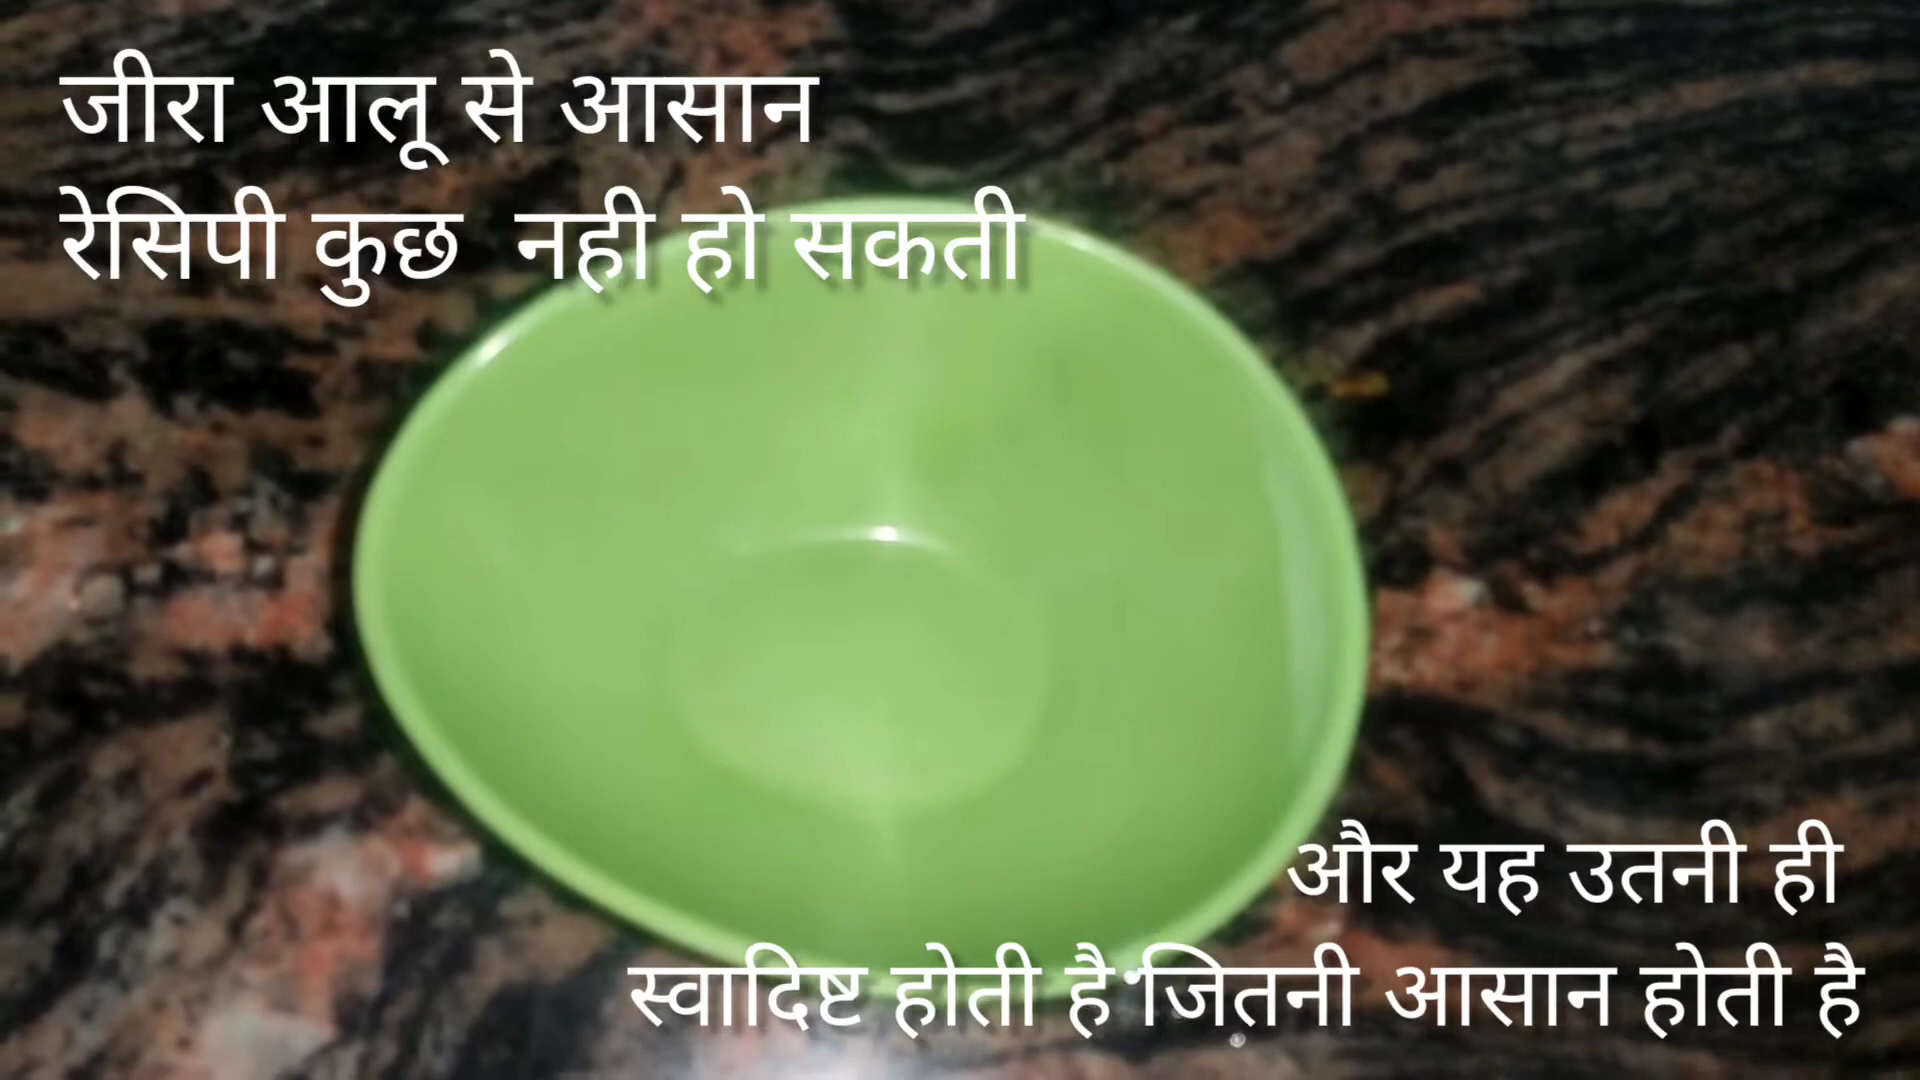 जीरा आलू से आसान
रेसिपी कुछ नही हो सकती
और यह उतनी ही
स्वादिष्ट होती है जितनी आसान होती है